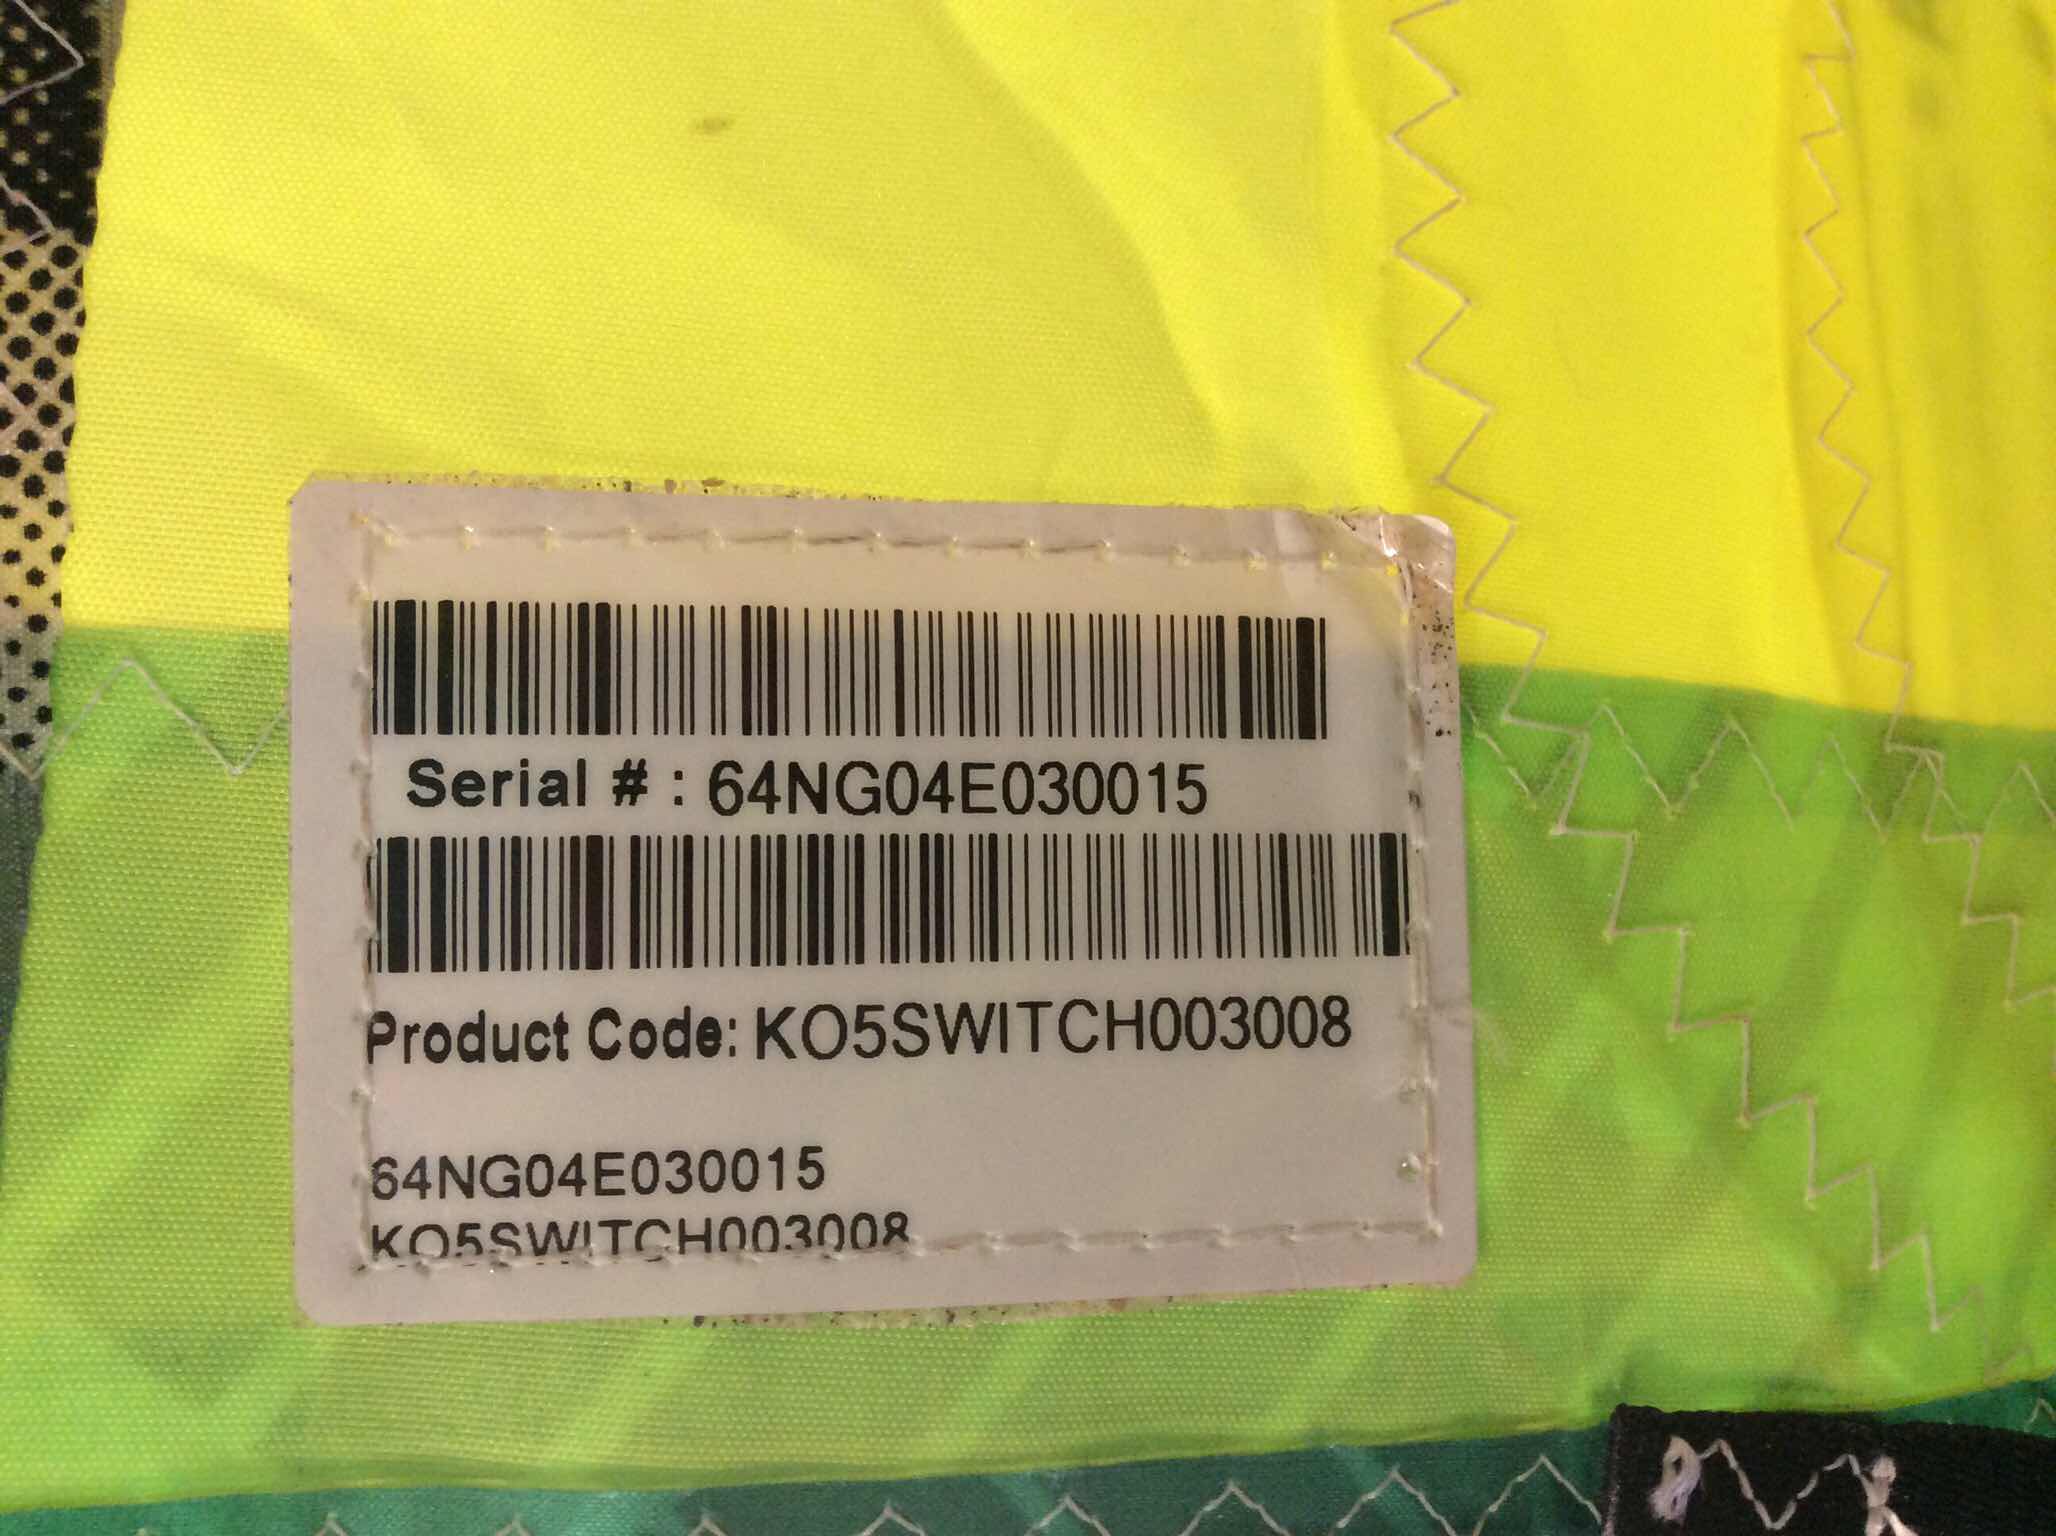 Serial # : 64NG04E030015
Product Code: KO5SWITCH003008
64NG04E030015
KO5SWITCH003008